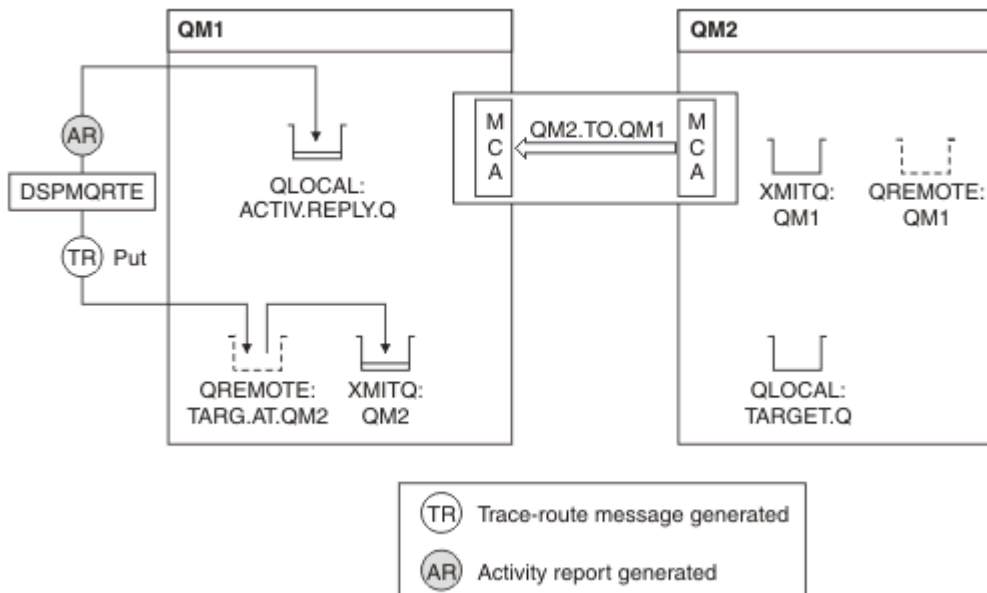 QM1
QM2
AR
DSPMQRTE
TR Put
QLOCAL:
ACTIV.REPLY.Q
M
C
A
QM2.TO.QM1
M
C
A
XMITQ:
QM1
QREMOTE:
QM1
QREMOTE:
TARG.AT.QM2
XMITQ:
QM2
QLOCAL:
TARGET.Q
TR Trace-route message generated
AR Activity report generated